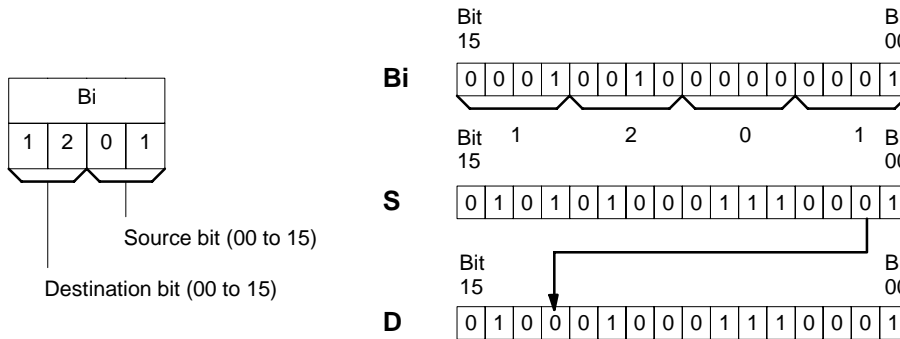 Bit B
15 00
Bi 0 0 0 1 0 0 1 0 0 0 0 0 0 0 0 1
1 2 0 1
Bi
1 2 0 1
Source bit (00 to 15)
Destination bit (00 to 15)
Bit B
15 00
S 0 1 0 1 0 1 0 0 0 1 1 1 0 0 0 1
Bit B
15 00
D 0 1 0 0 0 1 0 0 0 1 1 1 0 0 0 1